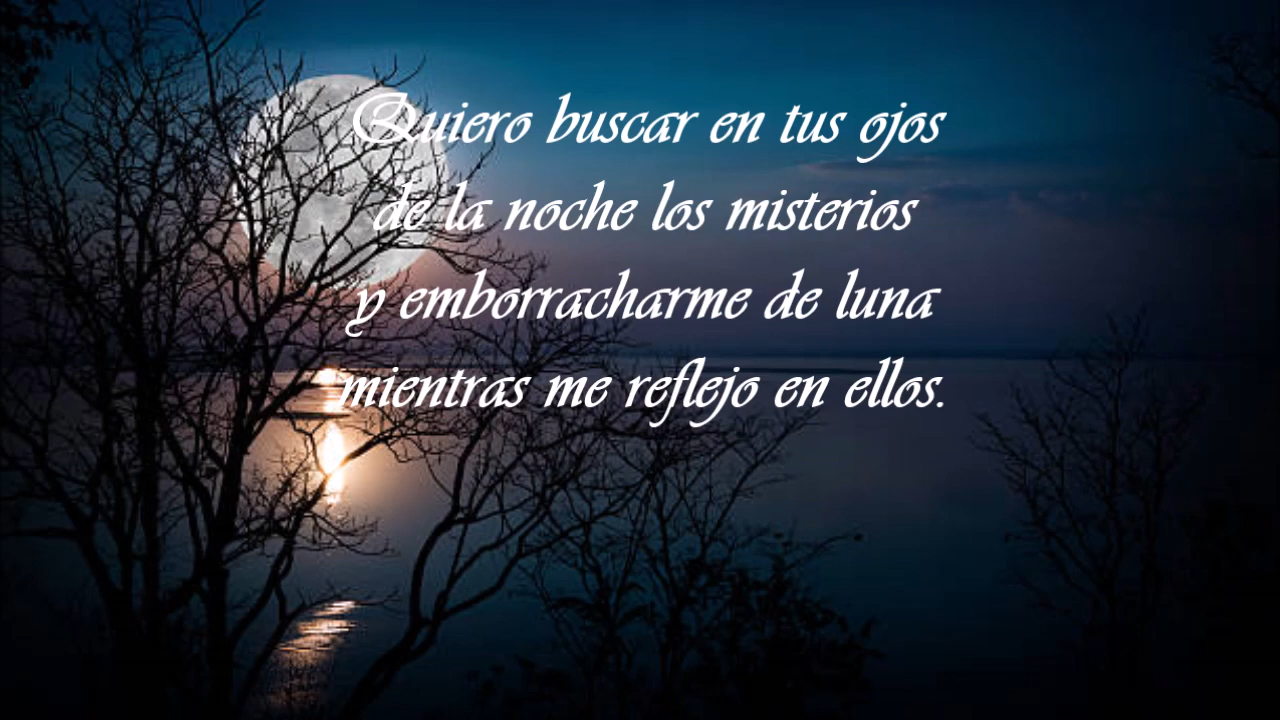 Quiero buscar en tus ojos
de la noche los misterios
y emborracharme de luna
mientras me reflejo en ellos.